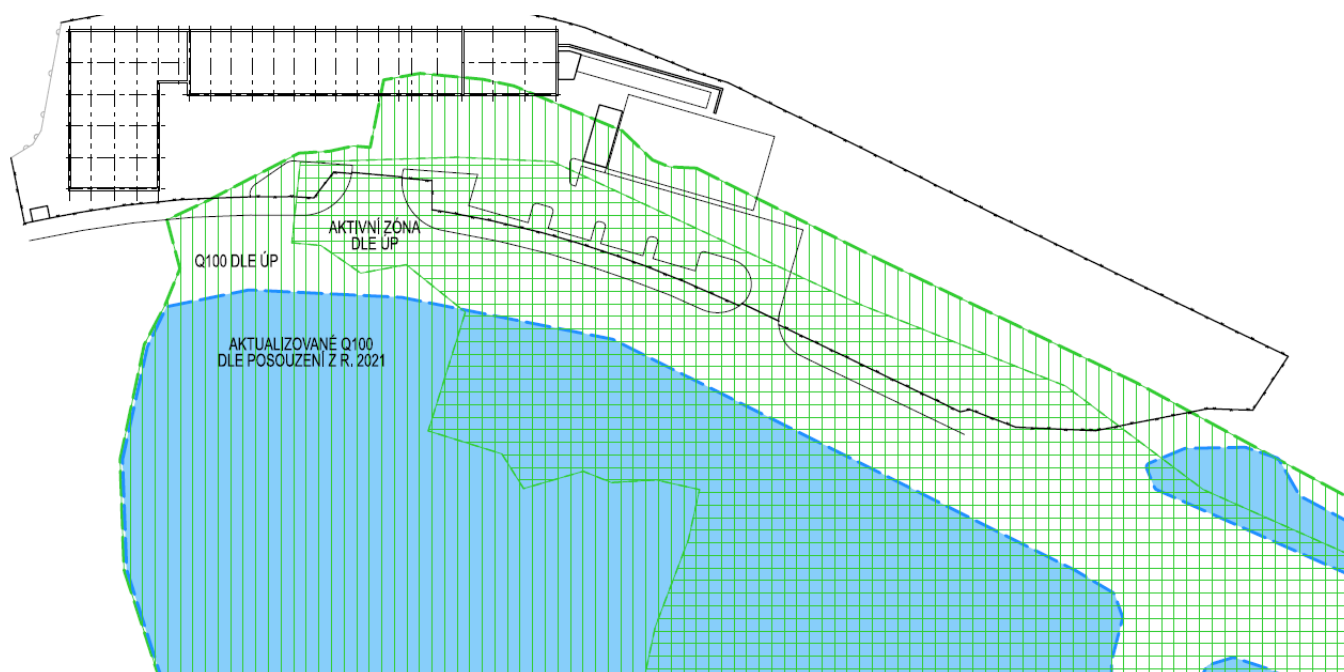 AKTIVNÍ ZÓNA
DLE ÚP
Q100 DLE ÚP
AKTUALIZOVANÉ Q100
DLE POSOUZENÍ Z R. 2021